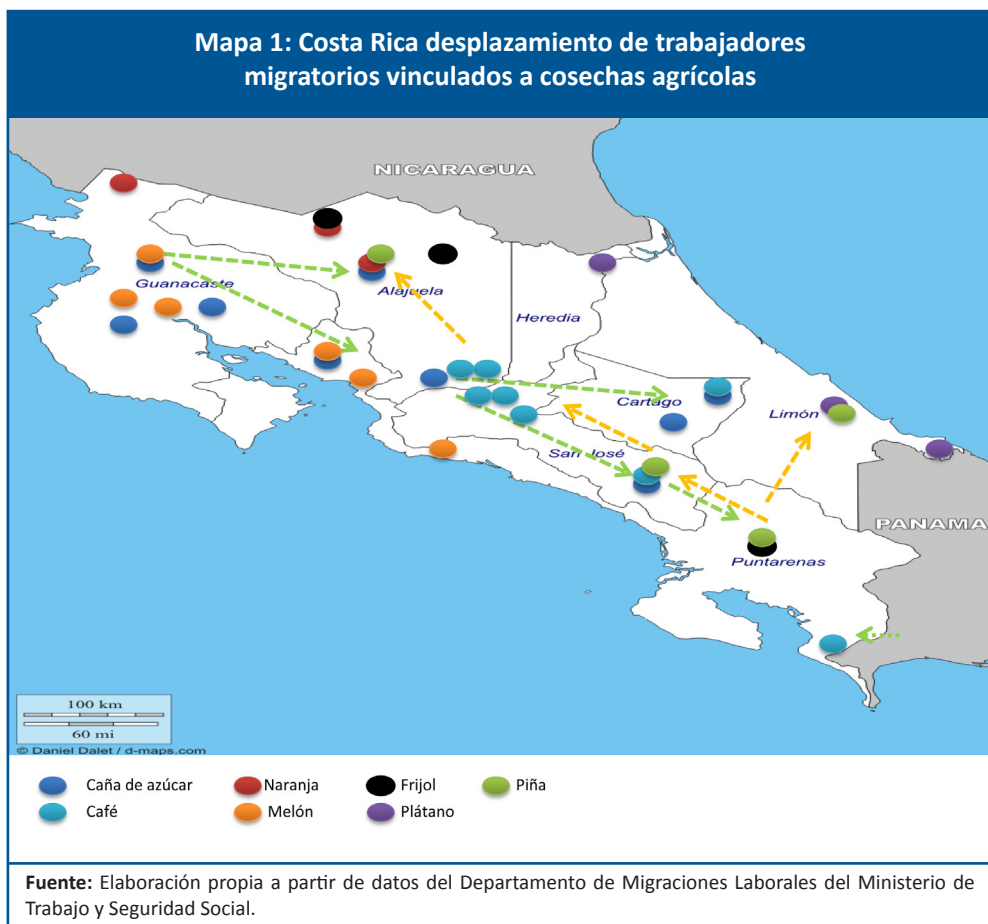 Mapa 1: Costa Rica desplazamiento de trabajadores
migratorios vinculados a cosechas agrícolas
NICARAGUA
Guanacaste
Alajuela
Heredia
Cartago
Limón
San José
PANAMA
Puntarenas
100 km
60 mi
© Daniel Dalet / d-maps.com
Caña de azúcar
Naranja
Frijol
Piña
Café
Melón
Plátano
Fuente: Elaboración propia a partir de datos del Departamento de Migraciones Laborales del Ministerio de
Trabajo y Seguridad Social.